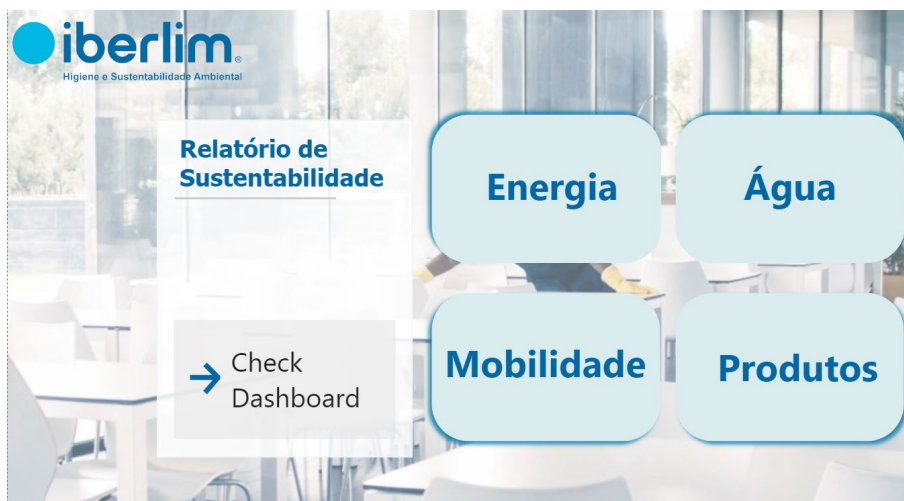 iberlim®
Higiene e Sustentabilidade Ambiental
Relatório de
Sustentabilidade
Check
Dashboard
Energia
Água
Mobilidade
Produtos